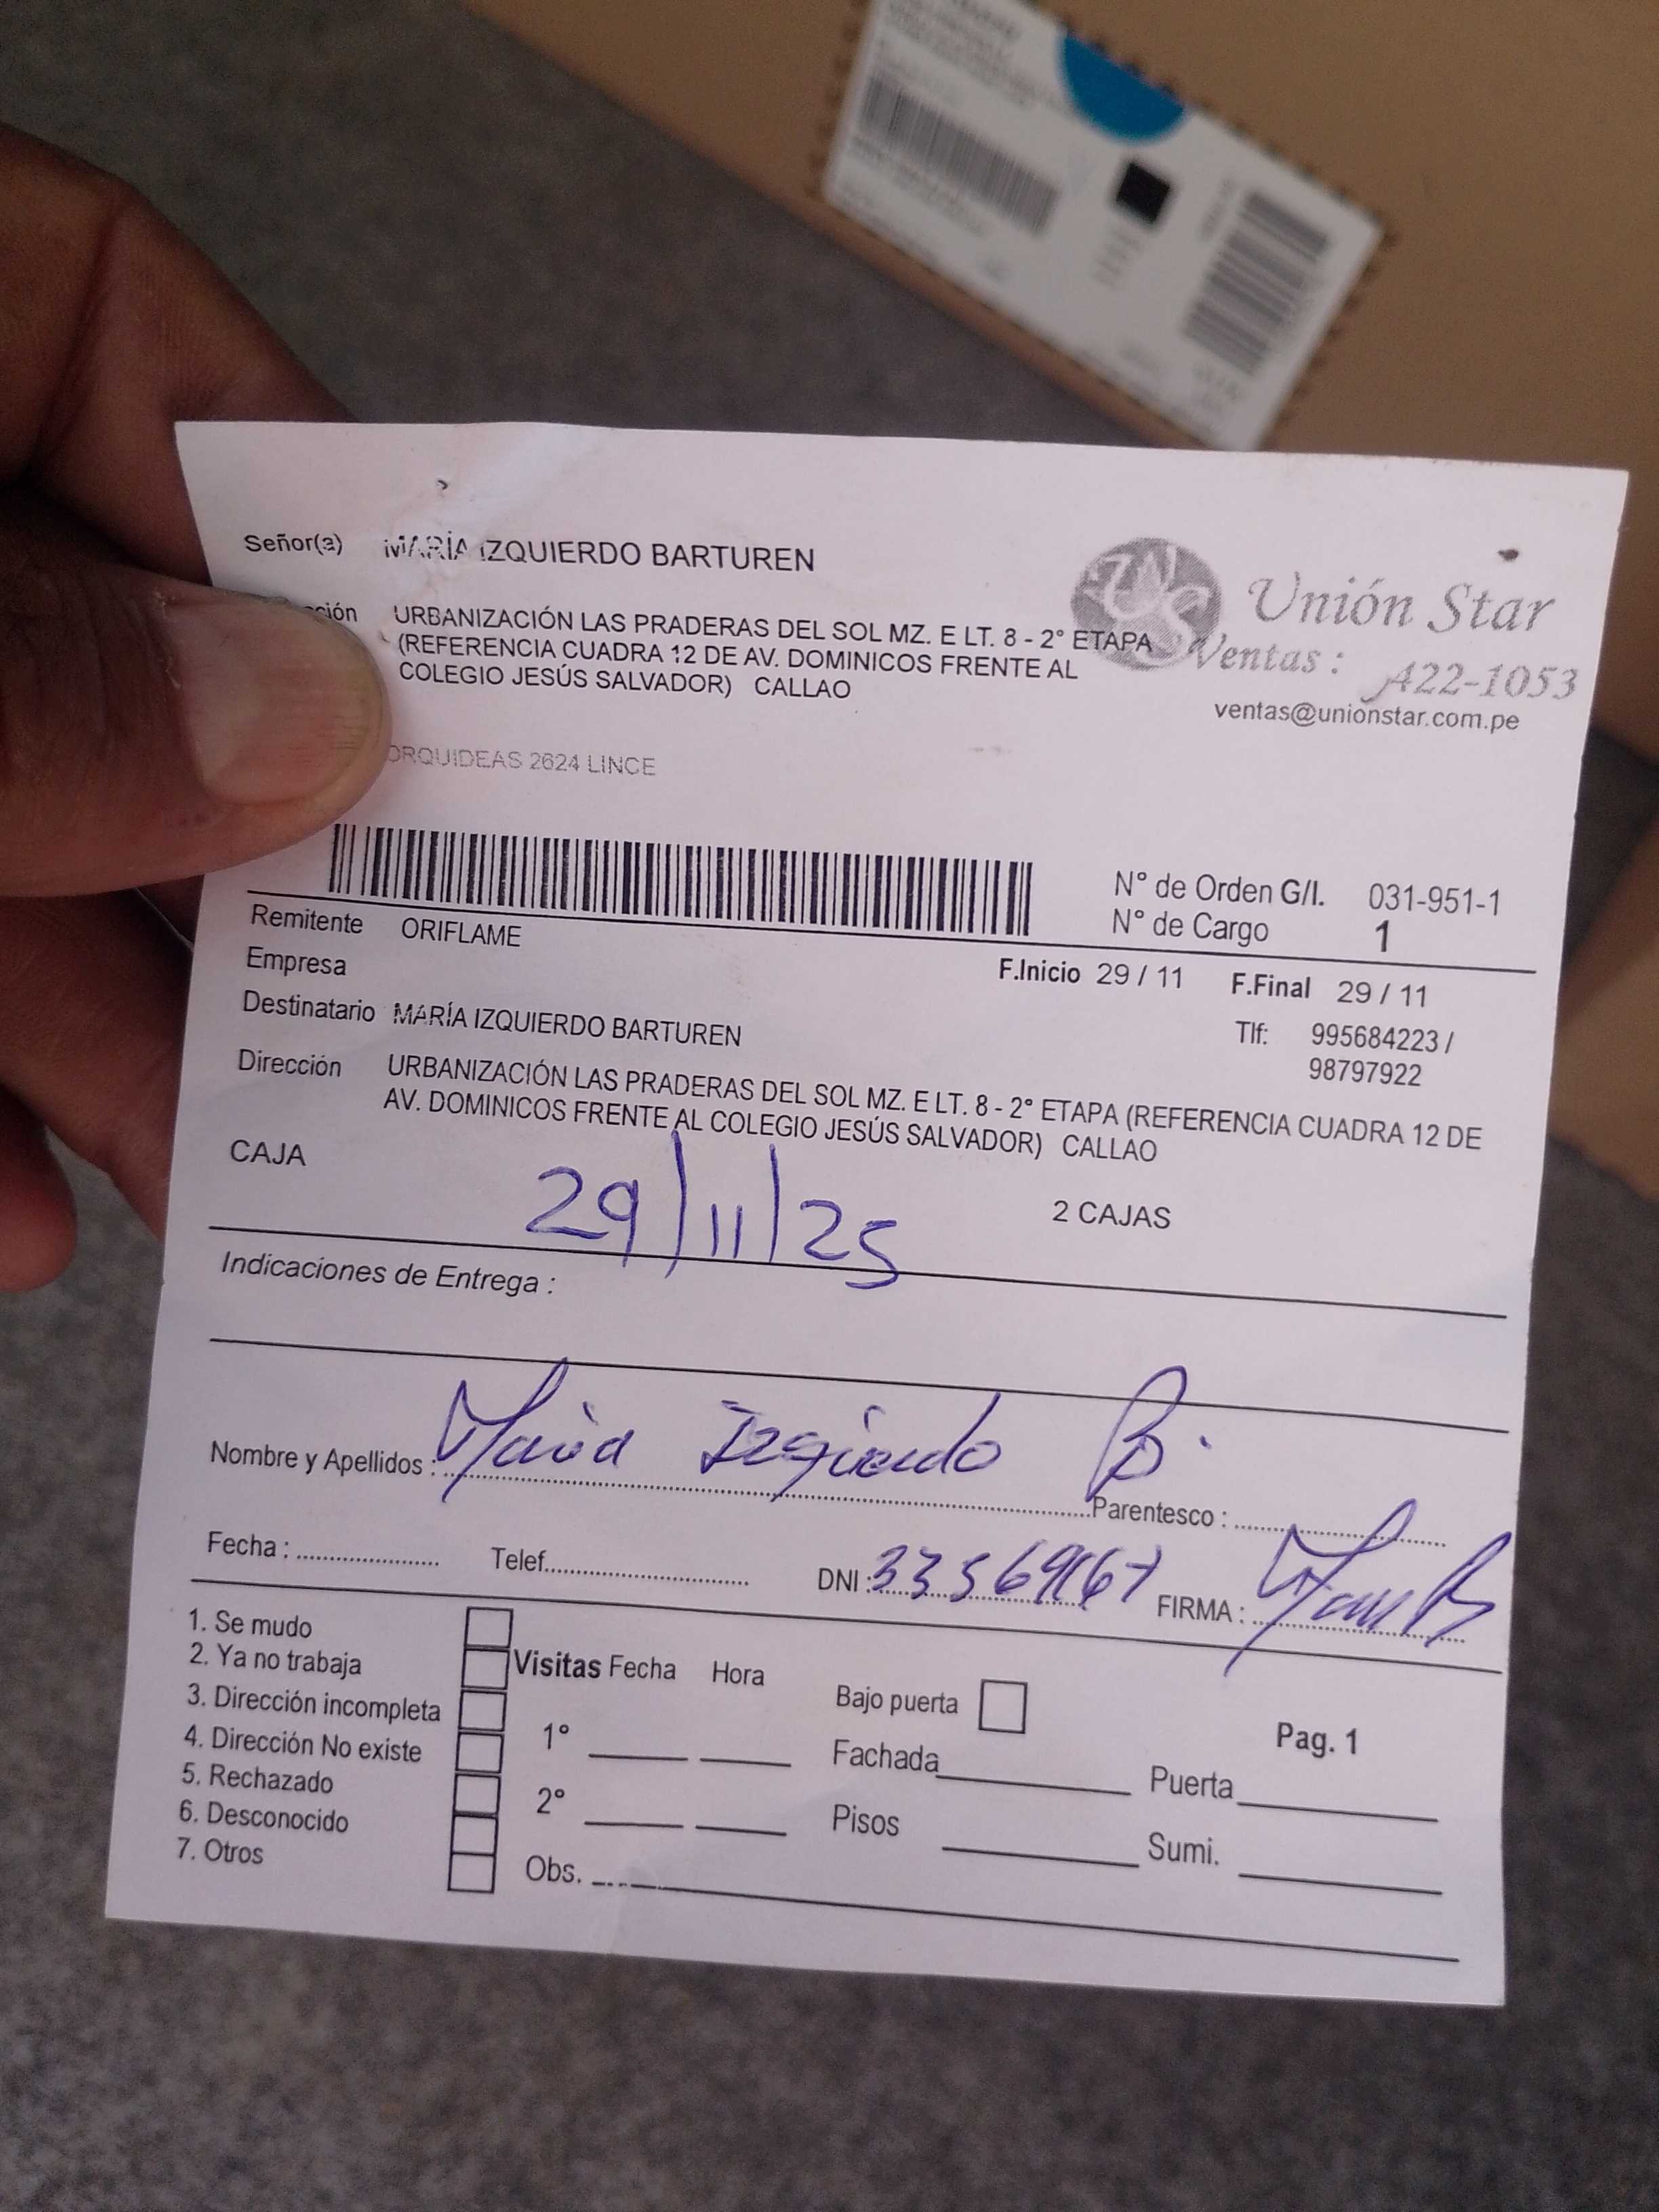 Señor(a) MARÍA IZQUIERDO BARTUREN
URBANIZACIÓN LAS PRADERAS DEL SOL MZ. E LT. 8 - 2° ETAPA
(REFERENCIA CUADRA 12 DE AV. DOMINICOS FRENTE AL
COLEGIO JESÚS SALVADOR) CALLAO
Unión Star
Ventas: 422-1053
ventas@unionstar.com.pe
ORQUIDEAS 2624 LINCE
N° de Orden G/I. 031-951-1
N° de Cargo 1
Remitente ORIFLAME
Empresa
F.Inicio 29 / 11 F.Final 29 / 11
Destinatario MARÍA IZQUIERDO BARTUREN
Tlf: 995684223 /
98797922
Dirección URBANIZACIÓN LAS PRADERAS DEL SOL MZ. E LT. 8 - 2° ETAPA (REFERENCIA CUADRA 12 DE
AV. DOMINICOS FRENTE AL COLEGIO JESÚS SALVADOR) CALLAO
CAJA 29/11/25 2 CAJAS
Indicaciones de Entrega :
Nombre y Apellidos : María Izquierdo B.
Parentesco :
Fecha : Telef. DNI : FIRMA :
1. Se mudo
2. Ya no trabaja
3. Dirección incompleta
4. Dirección No existe
5. Rechazado
6. Desconocido
7. Otros
Visitas Fecha Hora
1°
2°
Obs.
Bajo puerta
Fachada
Pisos
Pag. 1
Puerta
Sumi.